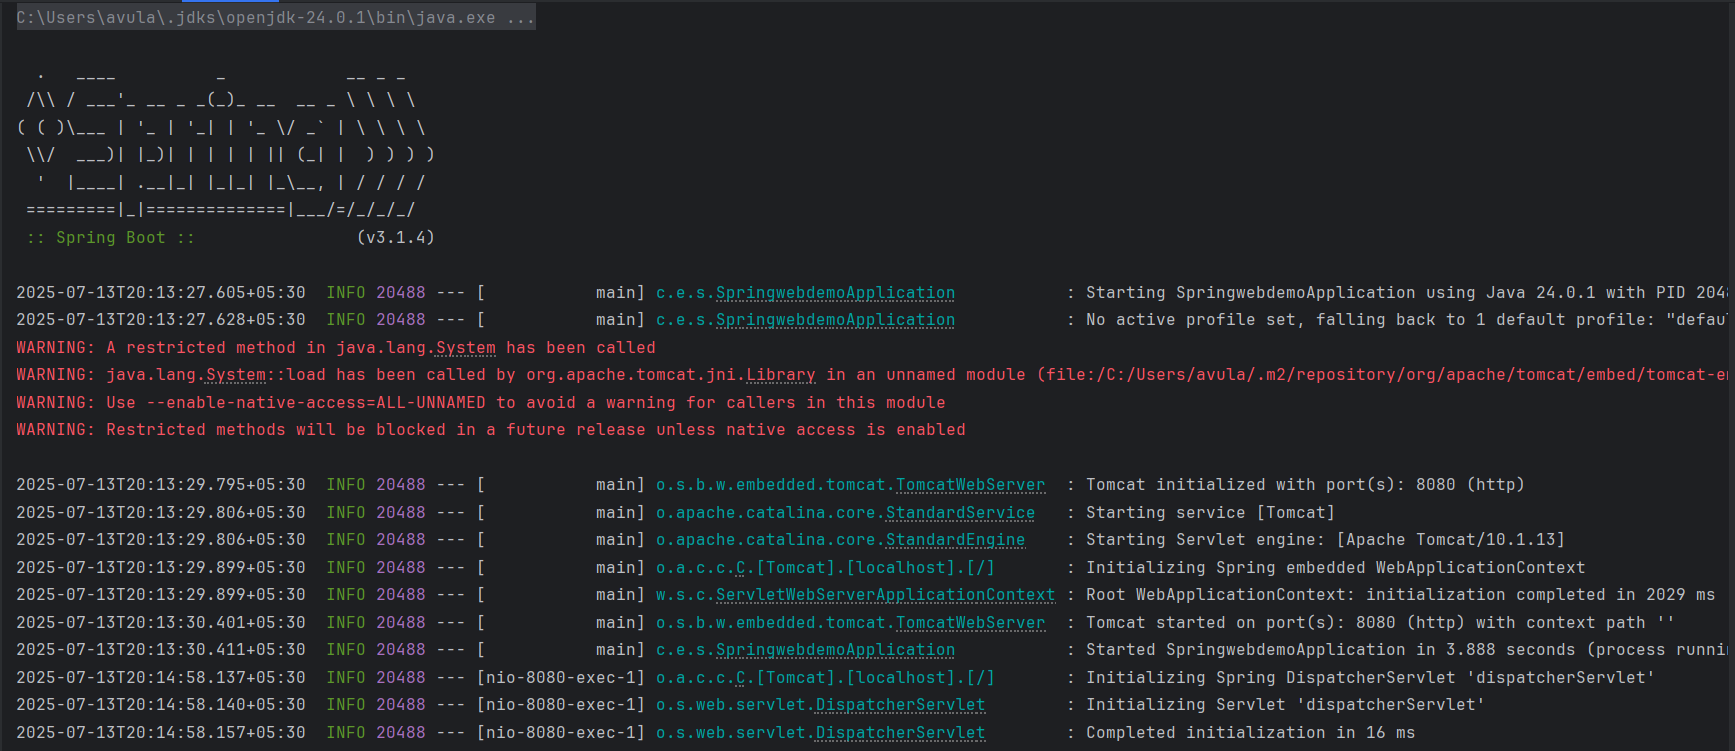 C:\Users\avula\.jdks\openjdk-24.0.1\bin\java.exe ...
  .   ____          _            __ _ _
 /\\ / ___'_ __ _ _(_)_ __  __ _ \ \ \ \
( ( )\___ | '_ | '_| | '_ \/ _` | \ \ \ \
 \\/  ___)| |_)| | | | | || (_| |  ) ) ) )
  '  |____| .__|_| |_|_| |_\__, | / / / /
 =========|_|==============|___/=/_/_/_/
 :: Spring Boot ::                (v3.1.4)
2025-07-13T20:13:27.605+05:30  INFO 20488 --- [           main] c.e.s.SpringwebdemoApplication           : Starting SpringwebdemoApplication using Java 24.0.1 with PID 2048
2025-07-13T20:13:27.628+05:30  INFO 20488 --- [           main] c.e.s.SpringwebdemoApplication           : No active profile set, falling back to 1 default profile: "defau
WARNING: A restricted method in java.lang.System has been called
WARNING: java.lang.System::load has been called by org.apache.tomcat.jni.Library in an unnamed module (file:/C:/Users/avula/.m2/repository/org/apache/tomcat/embed/tomcat-e
WARNING: Use --enable-native-access=ALL-UNNAMED to avoid a warning for callers in this module
WARNING: Restricted methods will be blocked in a future release unless native access is enabled
2025-07-13T20:13:29.795+05:30  INFO 20488 --- [           main] o.s.b.w.embedded.tomcat.TomcatWebServer  : Tomcat initialized with port(s): 8080 (http)
2025-07-13T20:13:29.806+05:30  INFO 20488 --- [           main] o.apache.catalina.core.StandardService   : Starting service [Tomcat]
2025-07-13T20:13:29.806+05:30  INFO 20488 --- [           main] o.apache.catalina.core.StandardEngine    : Starting Servlet engine: [Apache Tomcat/10.1.13]
2025-07-13T20:13:29.899+05:30  INFO 20488 --- [           main] o.a.c.c.C.[Tomcat].[localhost].[/]       : Initializing Spring embedded WebApplicationContext
2025-07-13T20:13:29.899+05:30  INFO 20488 --- [           main] w.s.c.ServletWebServerApplicationContext : Root WebApplicationContext: initialization completed in 2029 ms
2025-07-13T20:13:30.401+05:30  INFO 20488 --- [           main] o.s.b.w.embedded.tomcat.TomcatWebServer  : Tomcat started on port(s): 8080 (http) with context path ''
2025-07-13T20:13:30.411+05:30  INFO 20488 --- [           main] c.e.s.SpringwebdemoApplication           : Started SpringwebdemoApplication in 3.888 seconds (process runni
2025-07-13T20:14:58.137+05:30  INFO 20488 --- [nio-8080-exec-1] o.a.c.c.C.[Tomcat].[localhost].[/]       : Initializing Spring DispatcherServlet 'dispatcherServlet'
2025-07-13T20:14:58.140+05:30  INFO 20488 --- [nio-8080-exec-1] o.s.web.servlet.DispatcherServlet        : Initializing Servlet 'dispatcherServlet'
2025-07-13T20:14:58.157+05:30  INFO 20488 --- [nio-8080-exec-1] o.s.web.servlet.DispatcherServlet        : Completed initialization in 16 ms